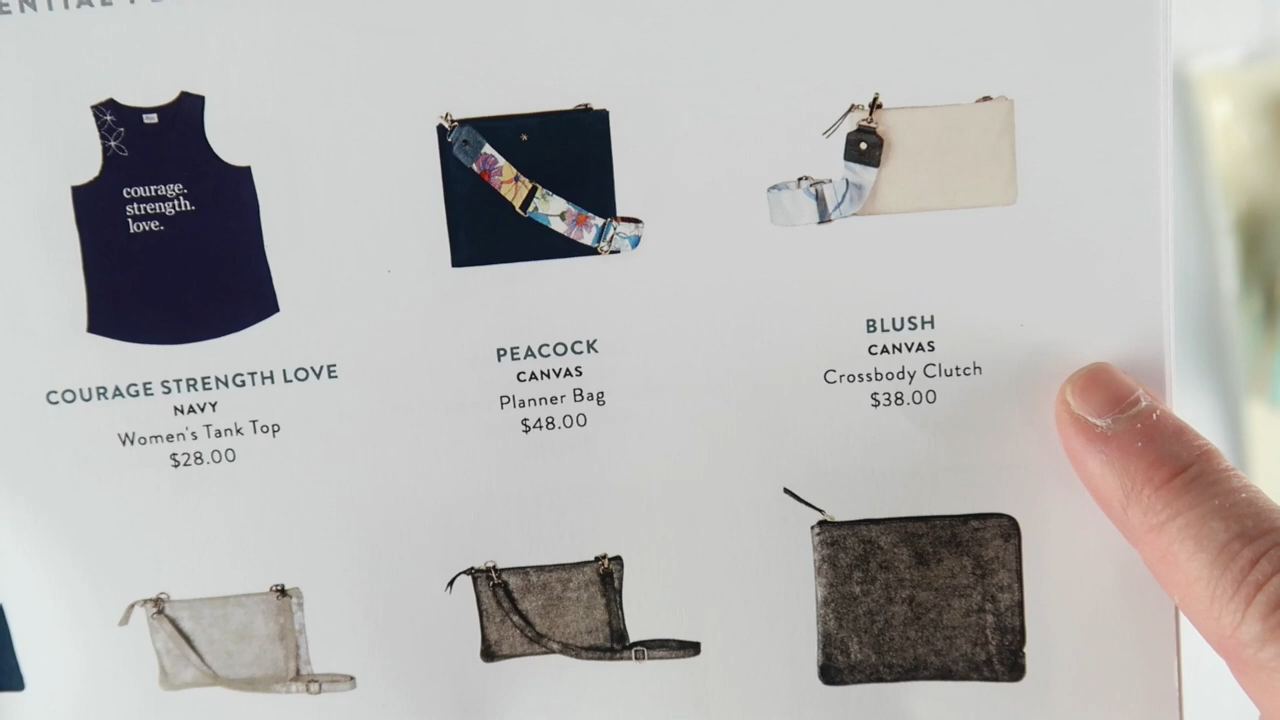 courage.
strength.
love.
COURAGE STRENGTH LOVE
NAVY
Women's Tank Top
$28.00
PEACOCK
CANVAS
Planner Bag
$48.00
BLUSH
CANVAS
Crossbody Clutch
$38.00